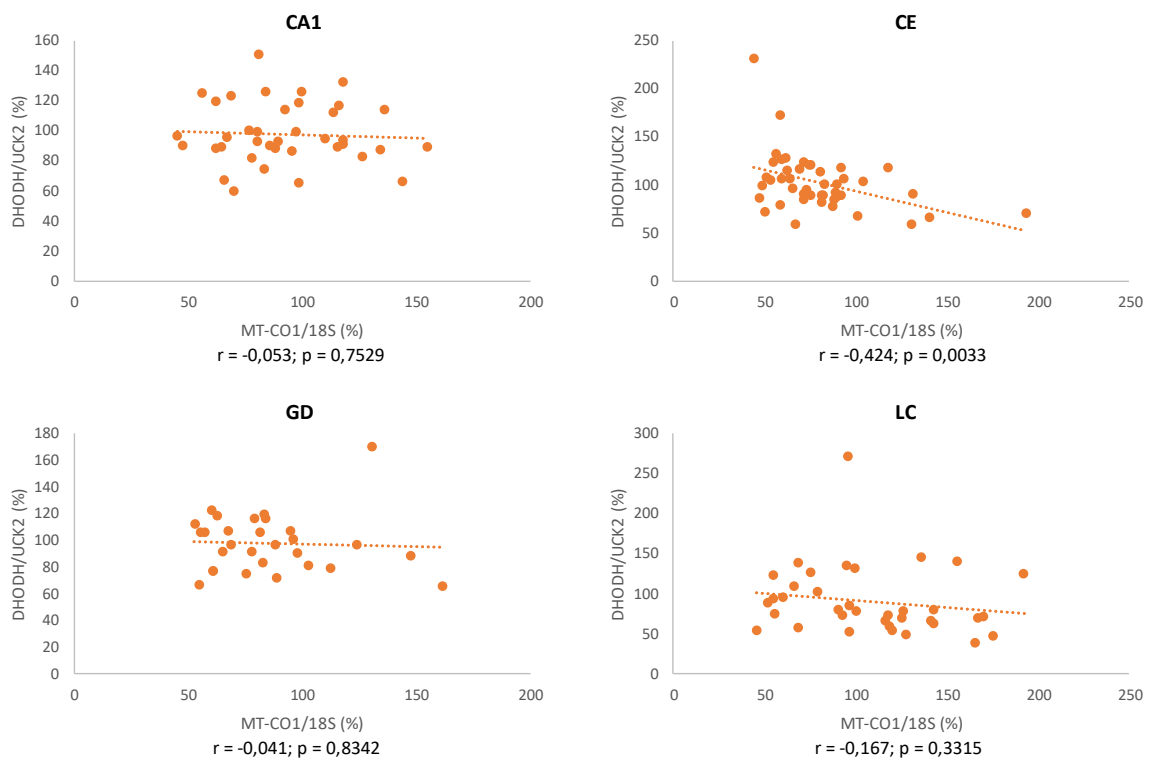 CA1
160
140
120
100
80
60
40
20
0
DHODH/UCK2 (%)
0 50 100 150 200
MT-CO1/18S (%)
r = -0,053; p = 0,7529
CE
250
200
150
100
50
0
DHODH/UCK2 (%)
0 50 100 150 200 250
MT-CO1/18S (%)
r = -0,424; p = 0,0033
GD
180
160
140
120
100
80
60
40
20
0
DHODH/UCK2 (%)
0 50 100 150 200
MT-CO1/18S (%)
r = -0,041; p = 0,8342
LC
300
250
200
150
100
50
0
DHODH/UCK2 (%)
0 50 100 150 200 250
MT-CO1/18S (%)
r = -0,167; p = 0,3315